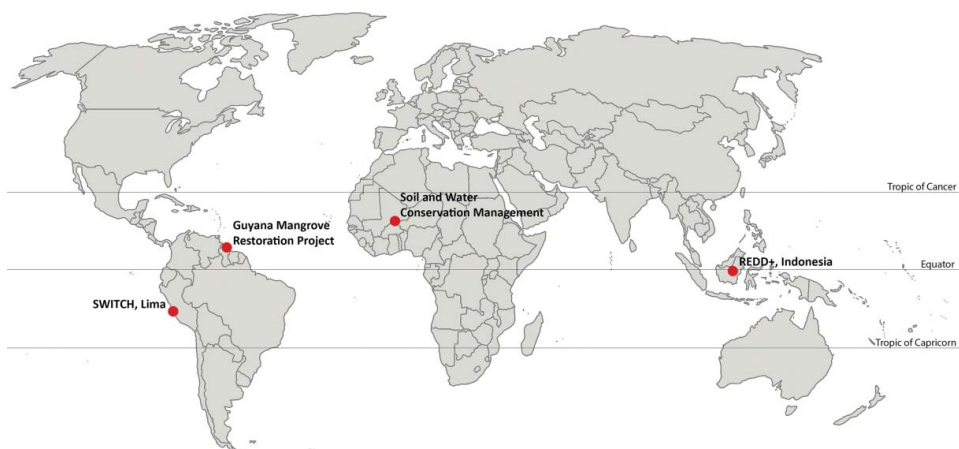 Tropic of Cancer
Soil and Water
Conservation Management
Guyana Mangrove
Restoration Project
REDD+, Indonesia
Equator
SWITCH, Lima
Tropic of Capricorn